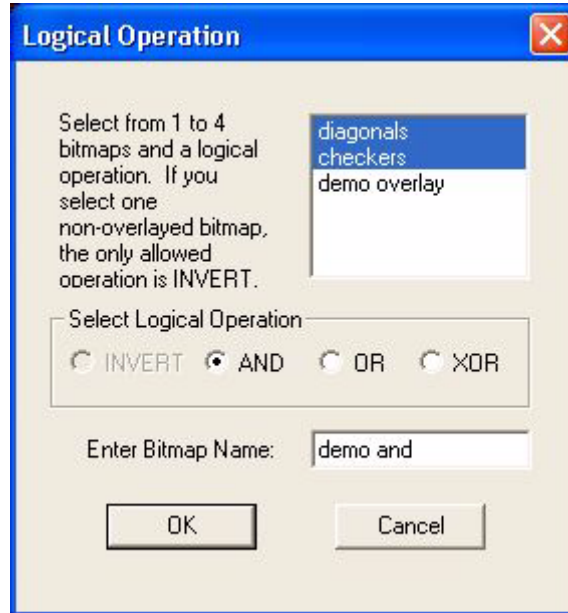 Logical Operation
Select from 1 to 4
bitmaps and a logical
operation. If you
select one
non-overlayed bitmap,
the only allowed
operation is INVERT.
diagonals
checkers
demo overlay
Select Logical Operation
INVERT AND OR XOR
Enter Bitmap Name: demo and
OK Cancel